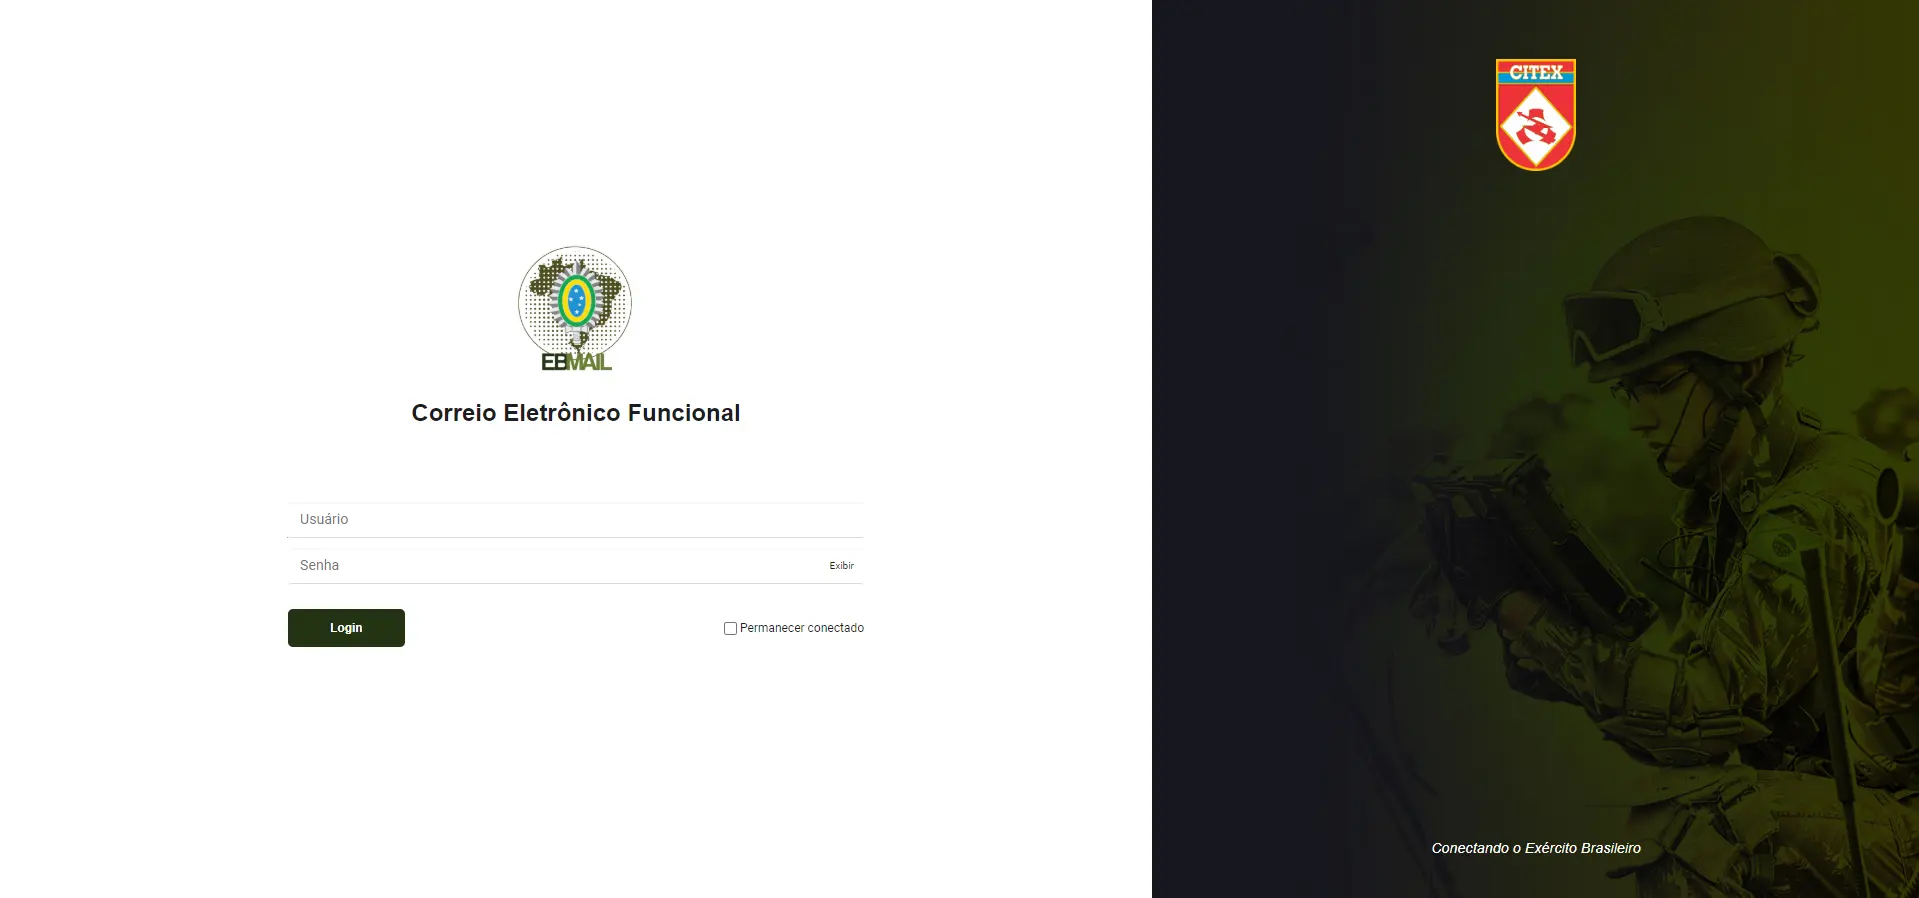 EBMAIL
Correio Eletrônico Funcional
Usuário
Senha
Exibir
Login
Permanecer conectado
CITEX
Conectando o Exército Brasileiro